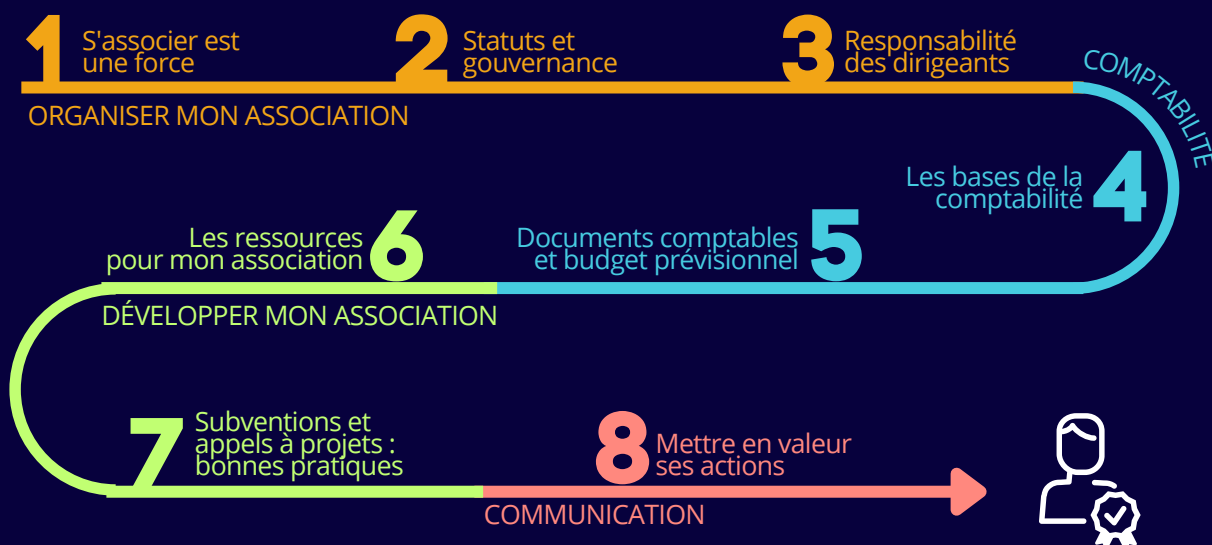 1 S'associer est
une force
2 Statuts et
gouvernance
3 Responsabilité
des dirigeants
ORGANISER MON ASSOCIATION
COMPTABILITÉ
4 Les bases de la
comptabilité
5 Documents comptables
et budget prévisionnel
6 Les ressources
pour mon association
DÉVELOPPER MON ASSOCIATION
7 Subventions et
appels à projets :
bonnes pratiques
8 Mettre en valeur
ses actions
COMMUNICATION